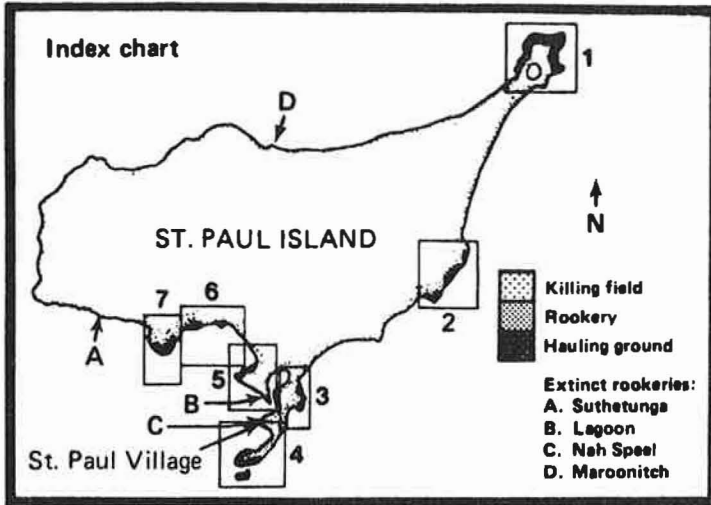 Index chart
1
D
N
ST. PAUL ISLAND
2
7
6
A
5
B
3
C
St. Paul Village
4
Killing field
Rookery
Hauling ground
Extinct rookeries:
A. Suthetunga
B. Lagoon
C. Nah Speel
D. Maroonitch